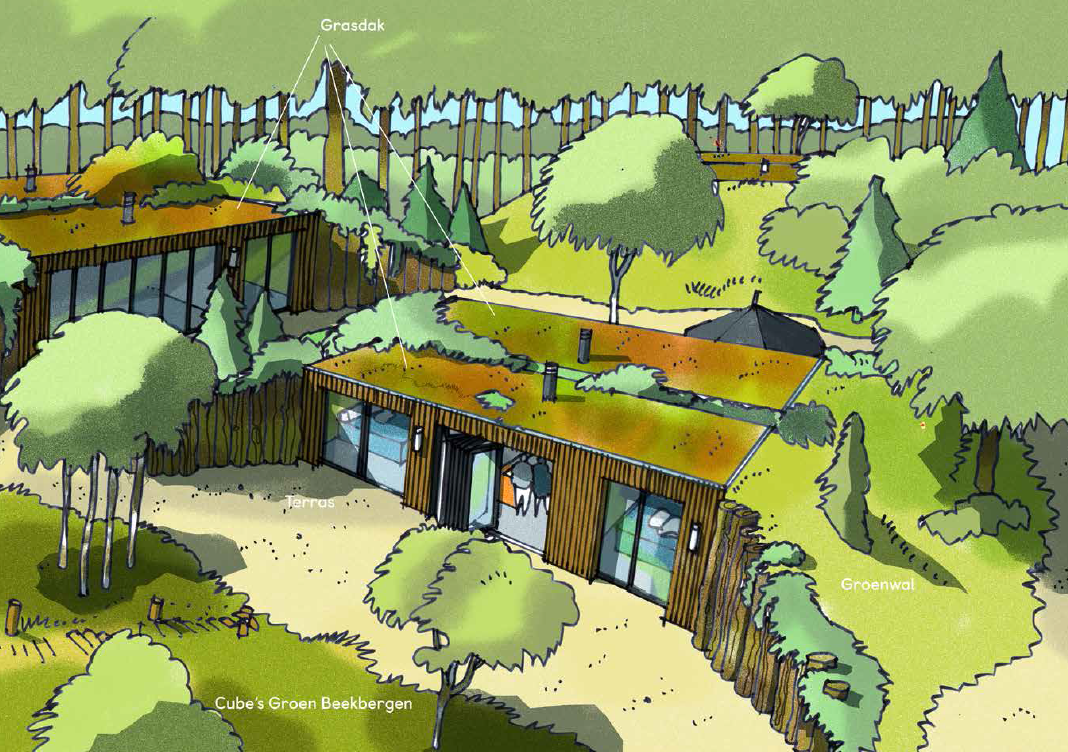 Grasdak
Terras
Groenwal
Cube's Groen Beekbergen